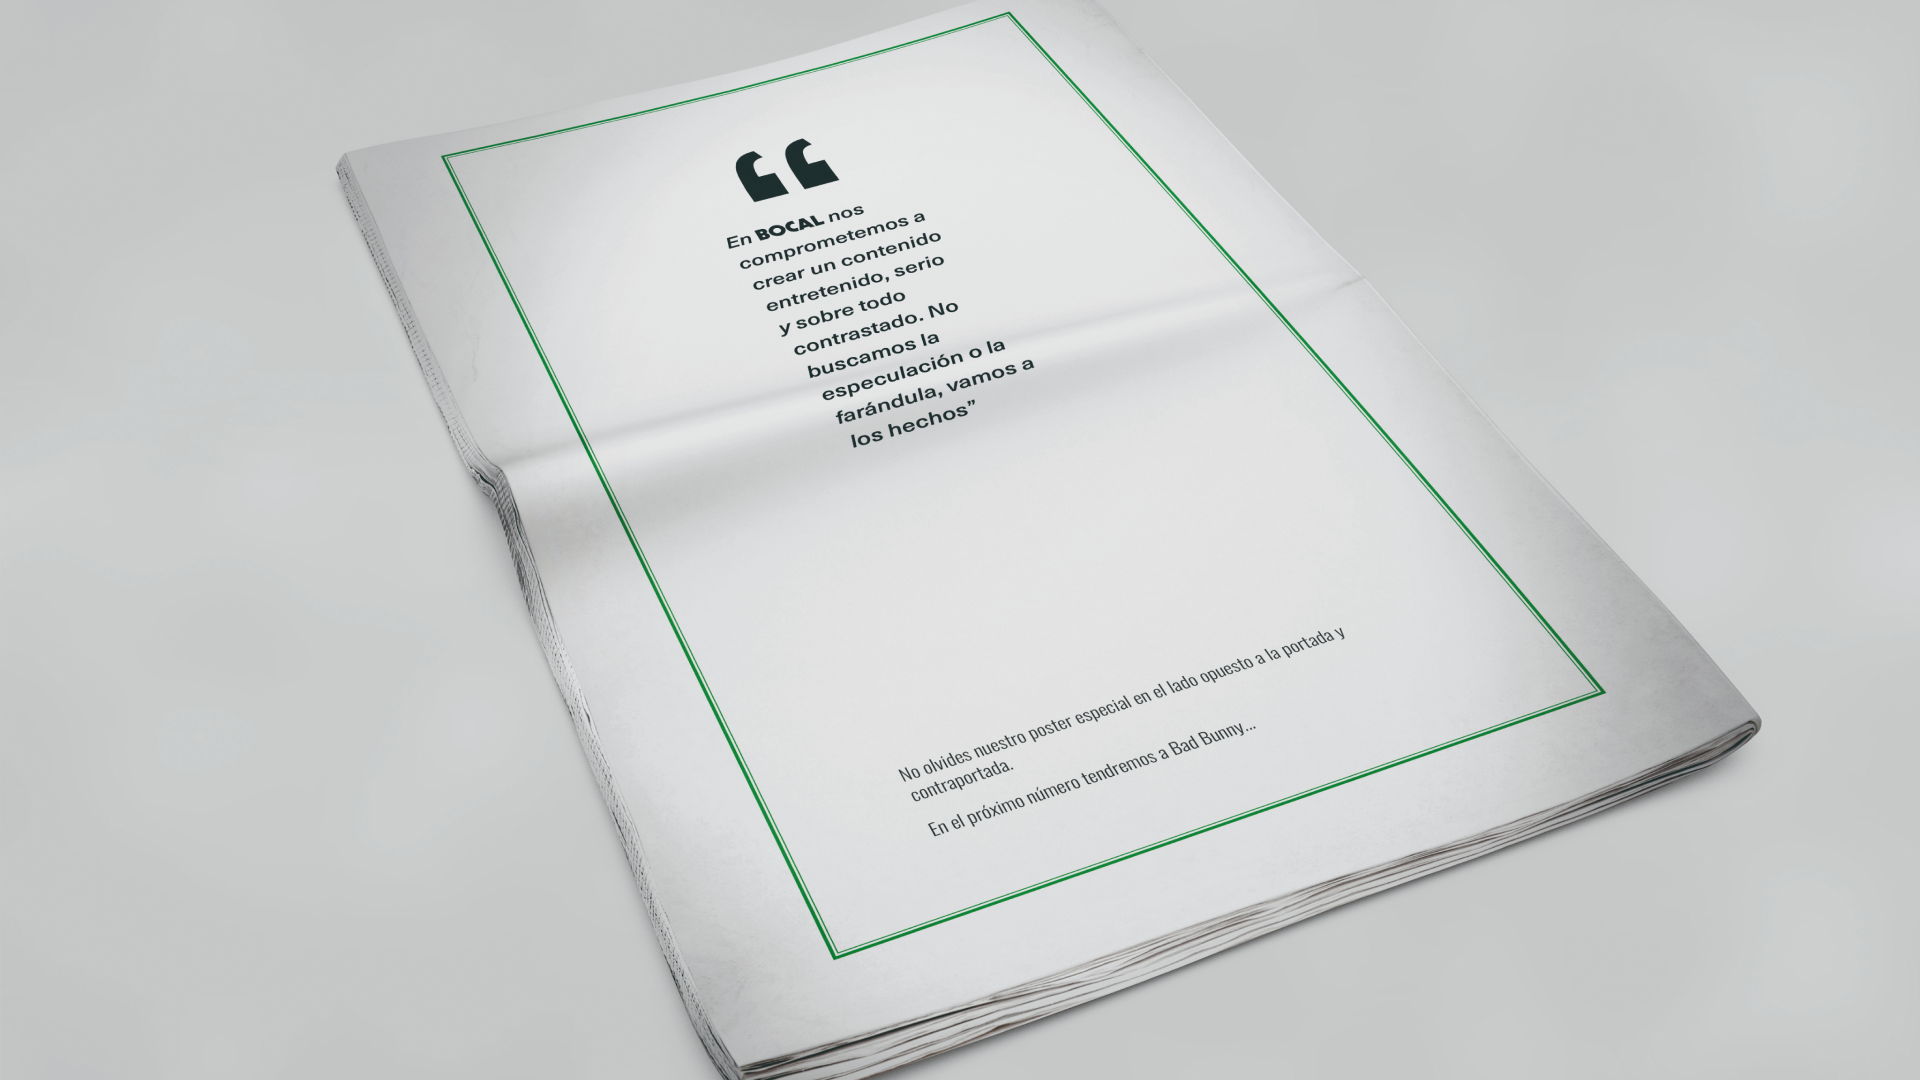 “
En BOCAL nos
comprometemos a
crear un contenido
entretenido, serio
y sobre todo
contrastado. No
buscamos la
especulación o la
farándula, vamos a
los hechos”
No olvides nuestro poster especial en el lado opuesto a la portada y
contraportada.
En el próximo número tendremos a Bad Bunny...